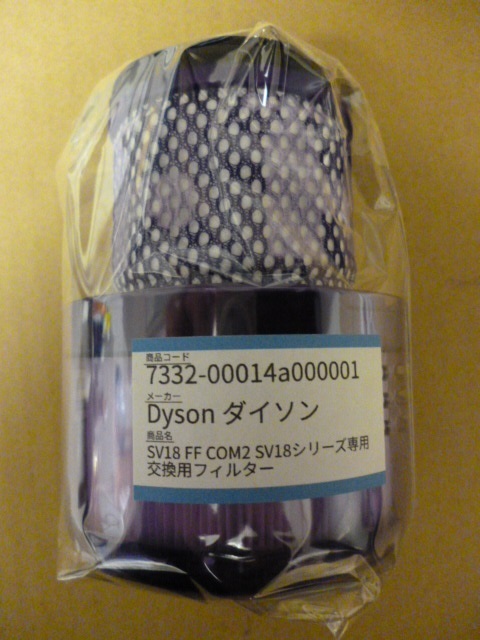 商品コード
7332-00014a000001
メーカー
Dyson ダイソン
商品名
SV18 FF COM2 SV18シリーズ専用
交換用フィルター